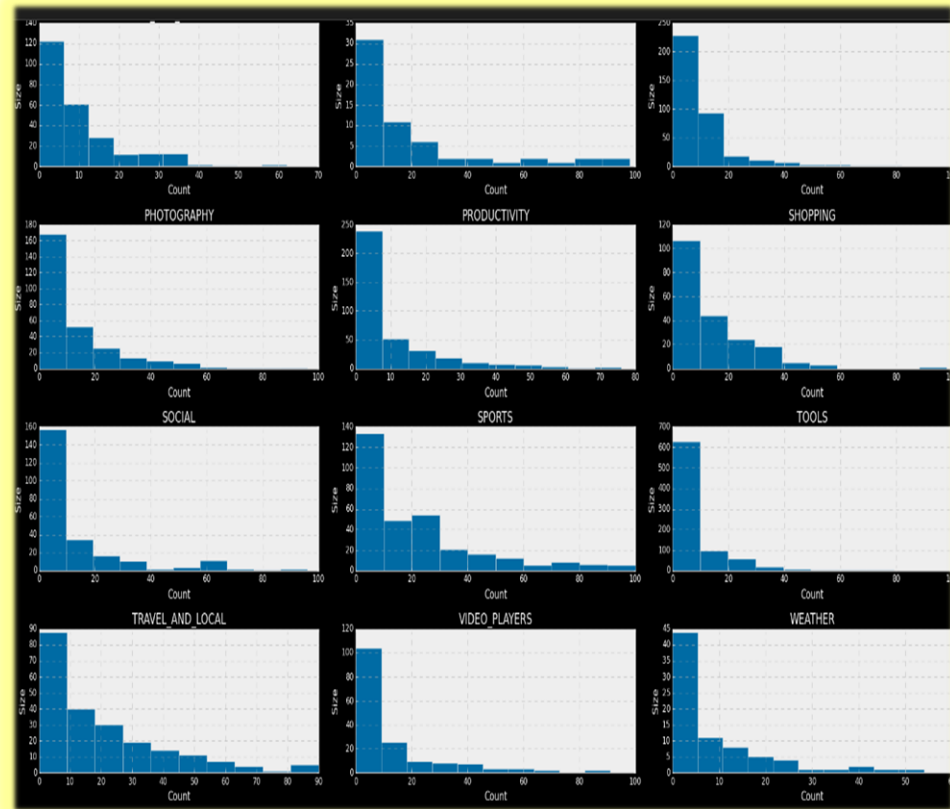 140 35 250
120 30 200
100 25
80 20 150
60 15 100
40 10
20 5 50
0 0 0
0 10 20 30 40 50 60 70 0 20 40 60 80 100 0 20 40 60 80
Size Size Size
Count Count Count
PHOTOGRAPHY PRODUCTIVITY SHOPPING
180 250 120
160 200 100
140 150 80
120 100 60
100 50 40
80 0 20
60 0
40
20
0
0 20 40 60 80 100 0 10 20 30 40 50 60 70 80 0 20 40 60 80
Size Size Size
Count Count Count
SOCIAL SPORTS TOOLS
160 140 700
140 120 600
120 100 500
100 80 400
80 60 300
60 40 200
40 20 100
20 0 0
0
0 20 40 60 80 100 0 20 40 60 80 100 0 20 40 60 80
Size Size Size
Count Count Count
TRAVEL_AND_LOCAL VIDEO_PLAYERS WEATHER
90 120 45
80 100 40
70 80 35
60 60 30
50 40 25
40 20 20
30 0 15
20 10
10 5
0 0
0 10 20 30 40 50 60 70 80 90 0 20 40 60 80 100 0 10 20 30 40 50
Size Size Size
Count Count Count